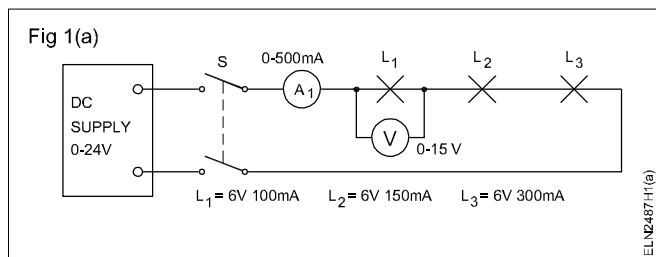 Fig 1(a)
S
0-500mA
L1
L2
L3
A1
DC
SUPPLY
0-24V
V
0-15 V
L1 = 6V 100mA L2 = 6V 150mA L3 = 6V 300mA
ELN2487H1(a)